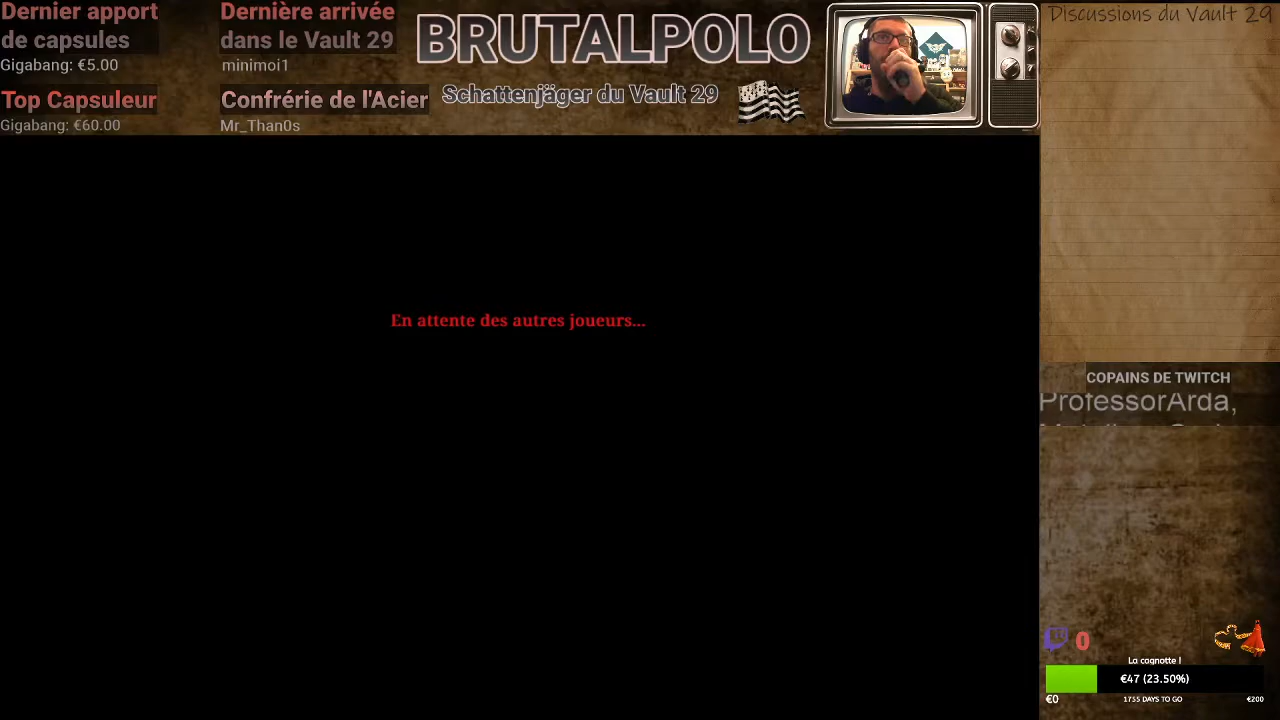 Dernier apport
de capsules
Gigabang: €5.00
Top Capsuleur
Gigabang: €60.00
Dernière arrivée
dans le Vault 29
minimoi1
Confrérie de l'Acier
Mr_Than0s
BRUTALPOLO
Schattenjäger du Vault 29
Discussions du Vault 29
En attente des autres joueurs...
COPAINS DE TWITCH
ProfessorArda,
0
La cagnotte !
€47 (23.50%)
€0
1755 DAYS TO GO
€200